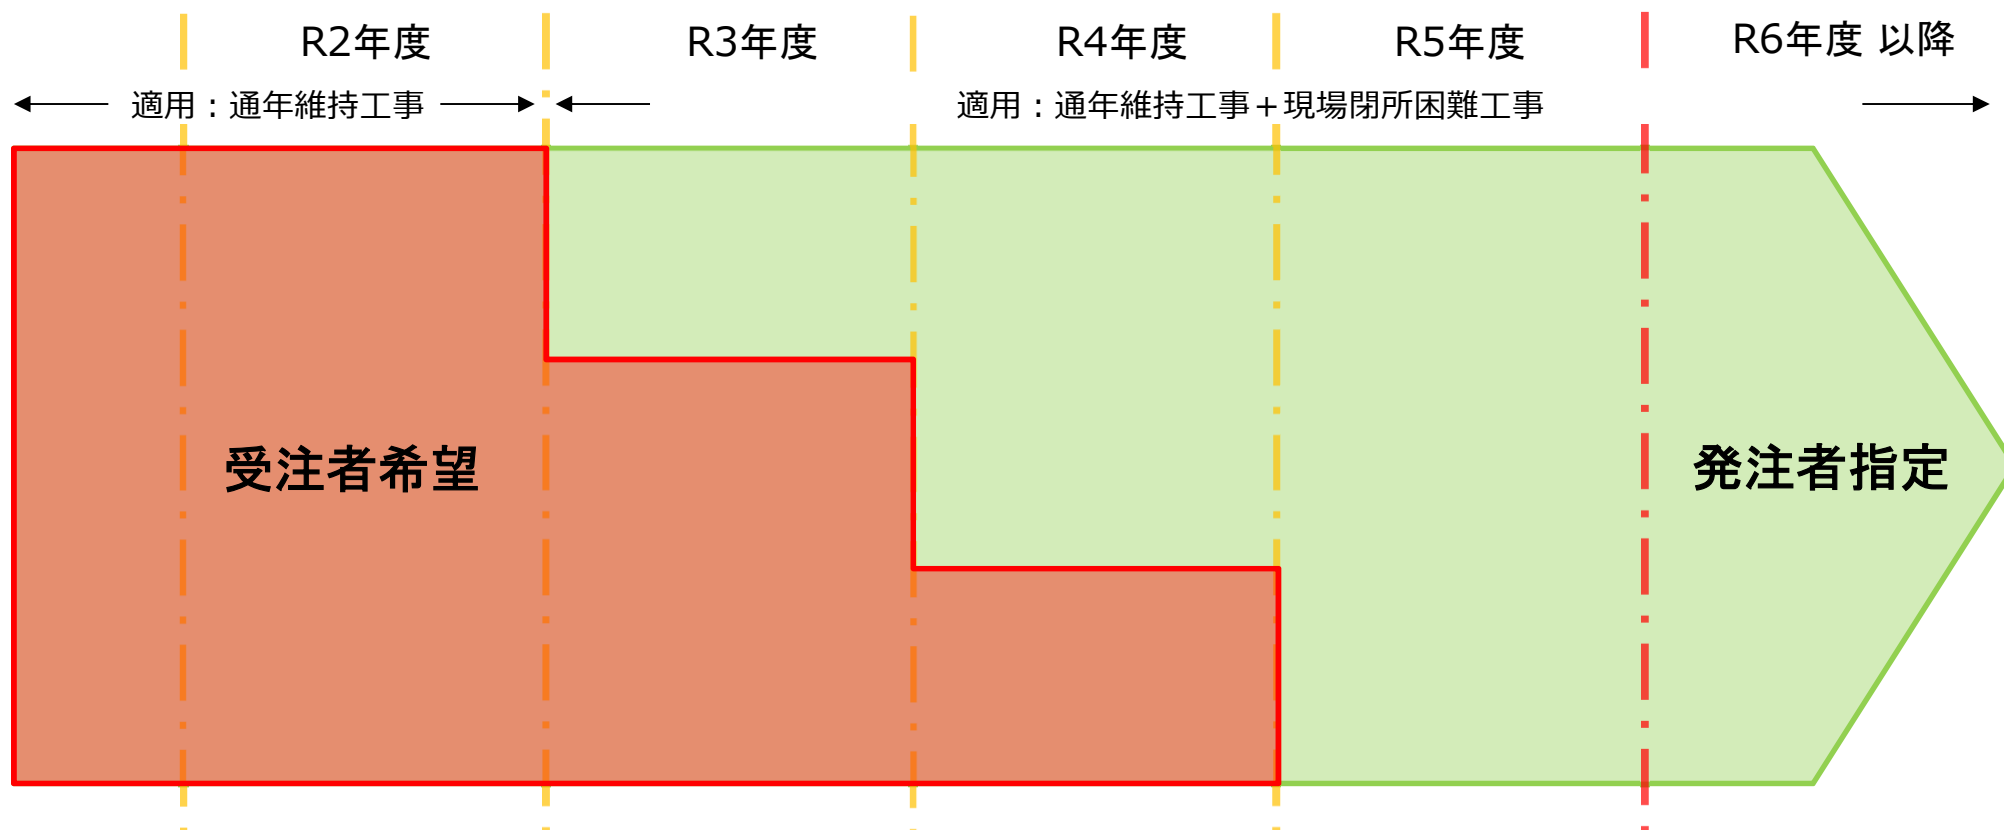 R2年度
R3年度
R4年度
R5年度
R6年度 以降
適用：通年維持工事
適用：通年維持工事＋現場閉所困難工事
受注者希望
発注者指定